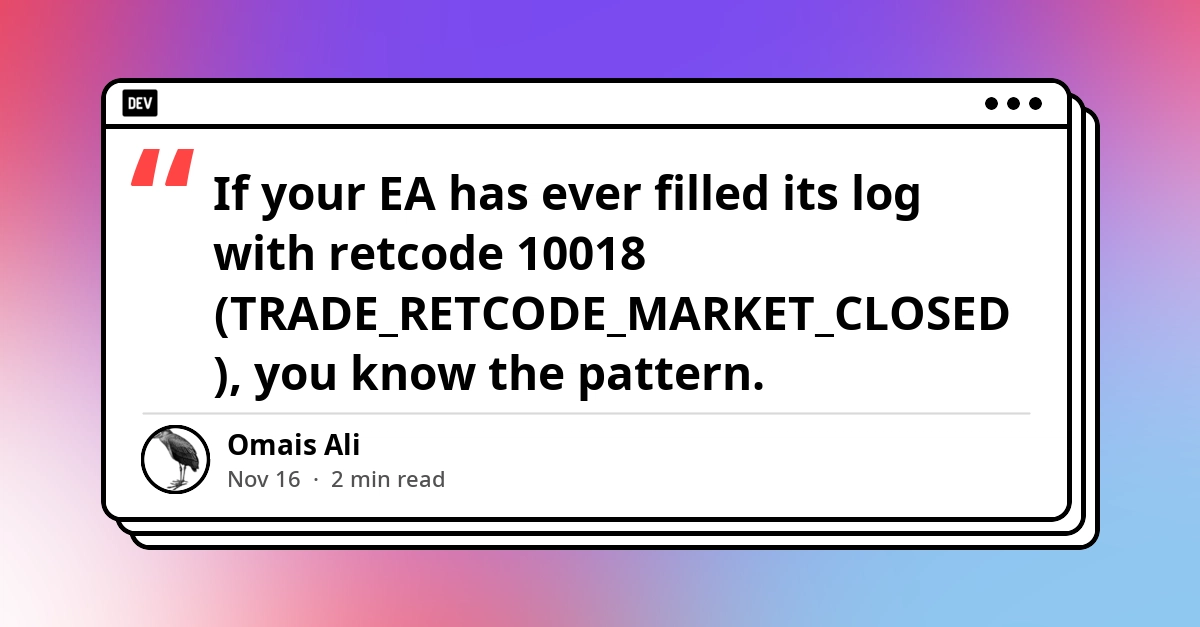 DEV
“
If your EA has ever filled its log
with retcode 10018
(TRADE_RETCODE_MARKET_CLOSED
), you know the pattern.
Omais Ali
Nov 16 · 2 min read